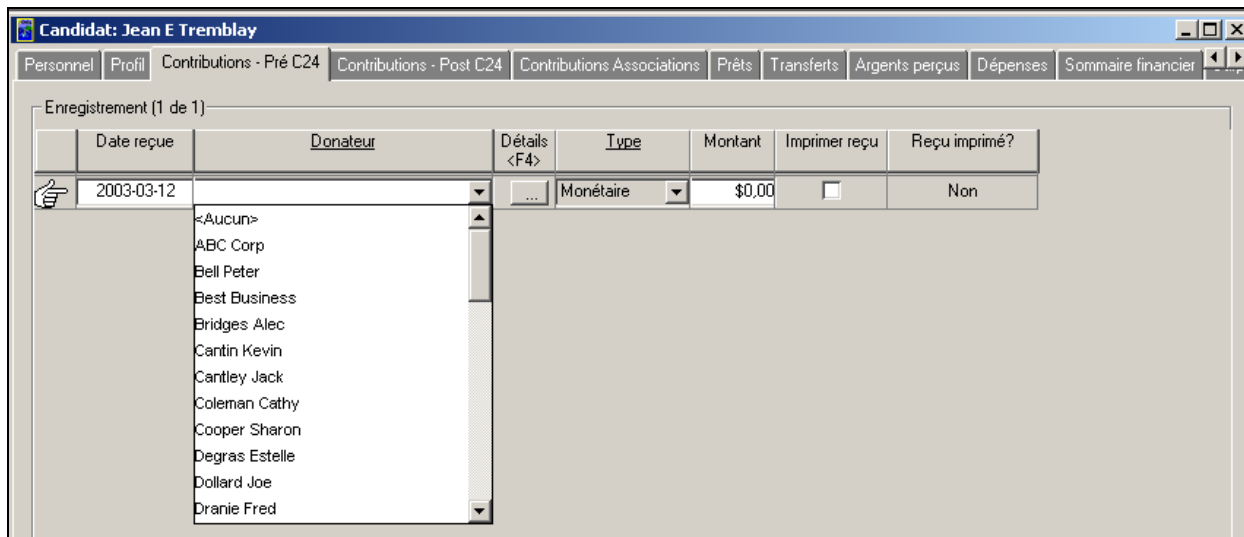 Candidat: Jean E Tremblay
Personnel Profil Contributions - Pré C24 Contributions - Post C24 Contributions Associations Prêts Transferts Argents perçus Dépenses Sommaire financier
Enregistrement (1 de 1)
Date reçue Donateur Détails <F4> Type Montant Imprimer reçu Reçu imprimé?
2003-03-12 ... Monétaire $0,00 Non
<Aucun>
ABC Corp
Bell Peter
Best Business
Bridges Alec
Cantin Kevin
Cantley Jack
Coleman Cathy
Cooper Sharon
Degras Estelle
Dollard Joe
Dranie Fred